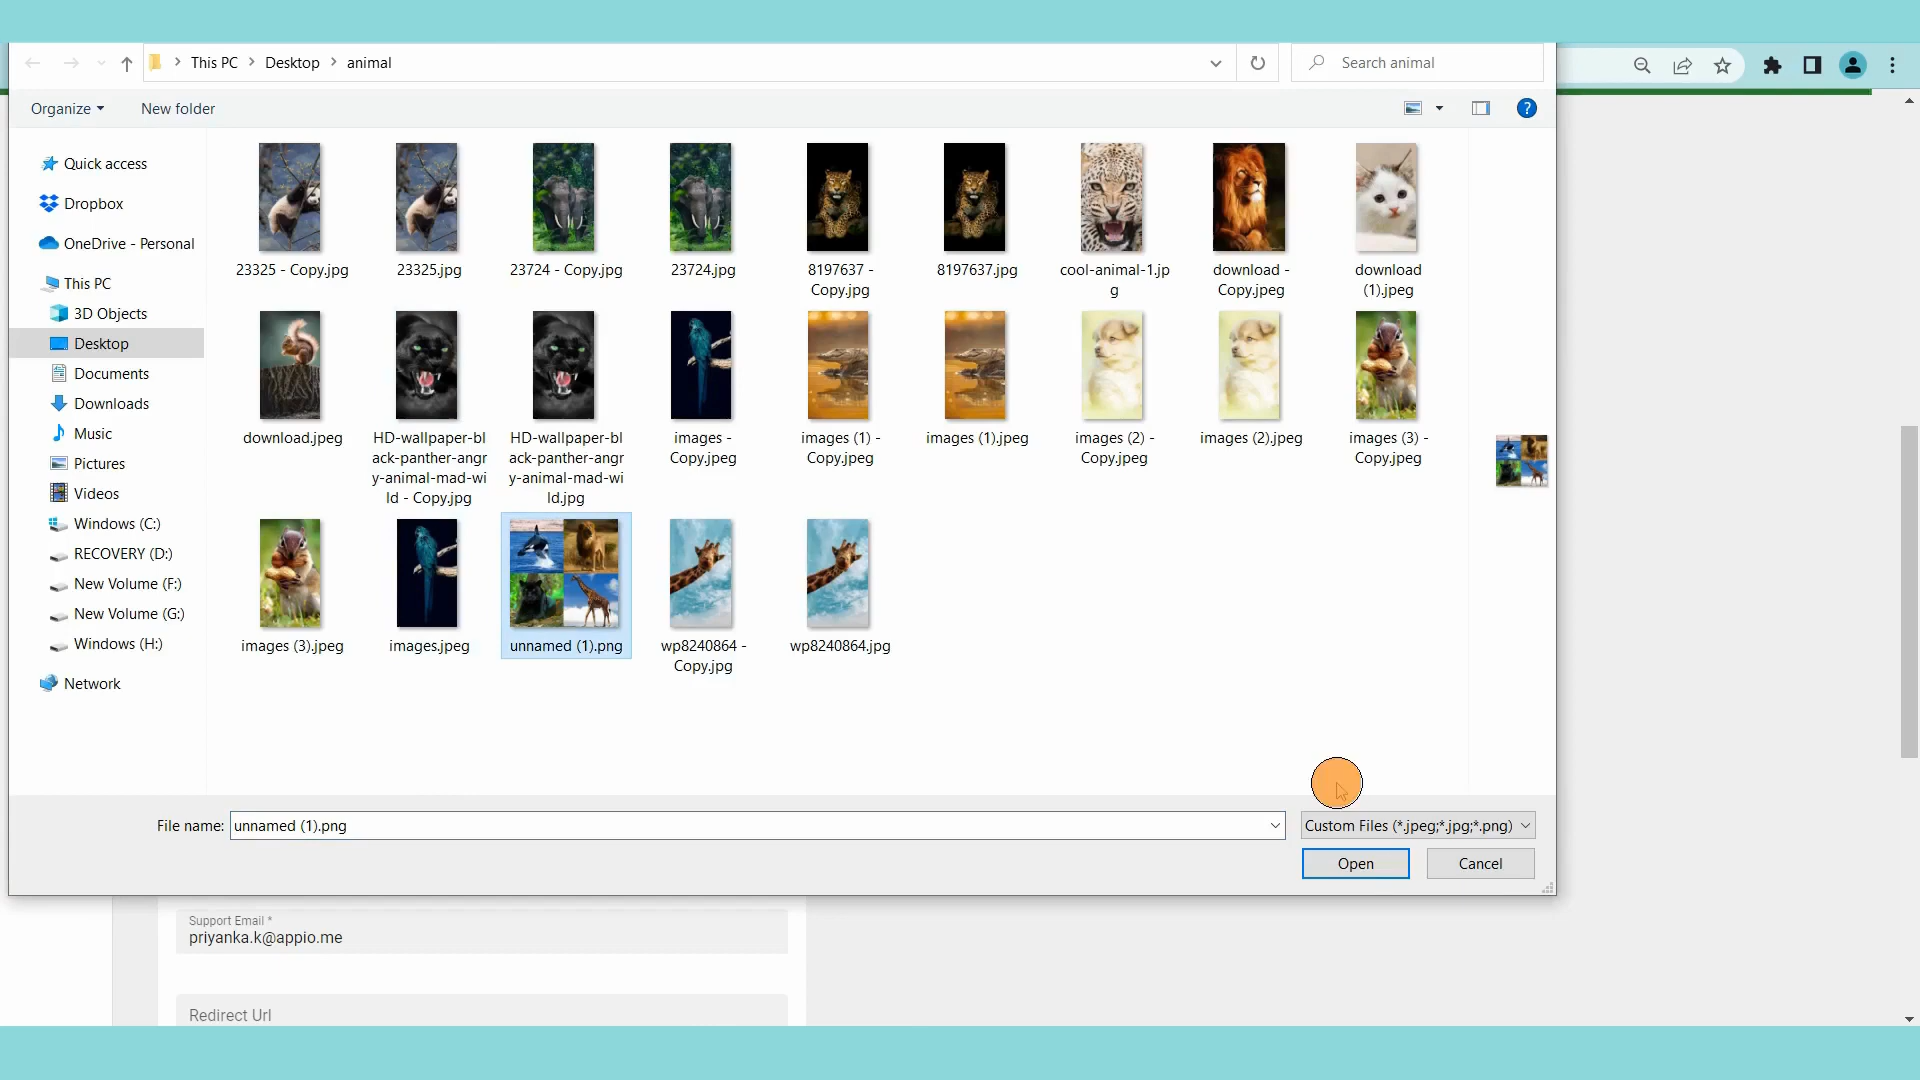 This PC
Desktop
animal
Search animal
Organize
New folder
?
Quick access
Dropbox
OneDrive - Personal
This PC
3D Objects
Desktop
Documents
Downloads
Music
Pictures
Videos
Windows (C:)
RECOVERY (D:)
New Volume (F:)
New Volume (G:)
Windows (H:)
Network
23325 - Copy.jpg
23325.jpg
23724 - Copy.jpg
23724.jpg
8197637 -
Copy.jpg
8197637.jpg
cool-animal-1.jp
g
download -
Copy.jpeg
download
(1).jpeg
download.jpeg
HD-wallpaper-bl
ack-panther-angr
y-animal-mad-wi
ld - Copy.jpg
HD-wallpaper-bl
ack-panther-angr
y-animal-mad-wi
ld.jpg
images -
Copy.jpeg
images (1) -
Copy.jpeg
images (1).jpeg
images (2) -
Copy.jpeg
images (2).jpeg
images (3) -
Copy.jpeg
images (3).jpeg
images.jpeg
unnamed (1).png
wp8240864 -
Copy.jpg
wp8240864.jpg
File name:
unnamed (1).png
Custom Files (*.jpeg;*.jpg;*.png)
Open
Cancel
Support Email *
priyanka.k@appio.me
Redirect Url